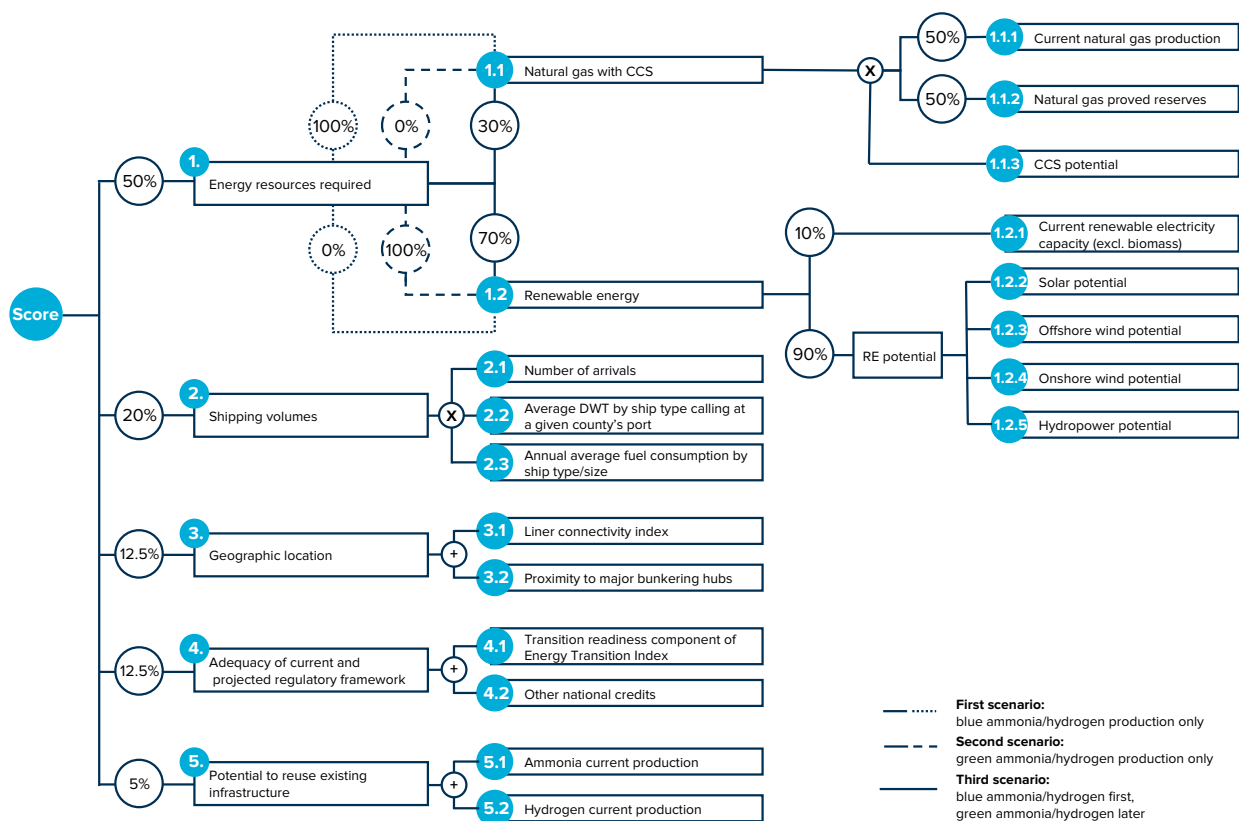 Score
50%
1.
Energy resources required
100%
0%
30%
0%
100%
70%
1.1
Natural gas with CCS
X
50%
1.1.1
Current natural gas production
50%
1.1.2
Natural gas proved reserves
1.1.3
CCS potential
1.2
Renewable energy
10%
1.2.1
Current renewable electricity
capacity (excl. biomass)
90%
RE potential
1.2.2
Solar potential
1.2.3
Offshore wind potential
1.2.4
Onshore wind potential
1.2.5
Hydropower potential
20%
2.
Shipping volumes
X
2.1
Number of arrivals
2.2
Average DWT by ship type calling at
a given county's port
2.3
Annual average fuel consumption by
ship type/size
12.5%
3.
Geographic location
+
3.1
Liner connectivity index
3.2
Proximity to major bunkering hubs
12.5%
4.
Adequacy of current and
projected regulatory framework
+
4.1
Transition readiness component of
Energy Transition Index
4.2
Other national credits
5%
5.
Potential to reuse existing
infrastructure
+
5.1
Ammonia current production
5.2
Hydrogen current production
First scenario:
blue ammonia/hydrogen production only
Second scenario:
green ammonia/hydrogen production only
Third scenario:
blue ammonia/hydrogen first,
green ammonia/hydrogen later